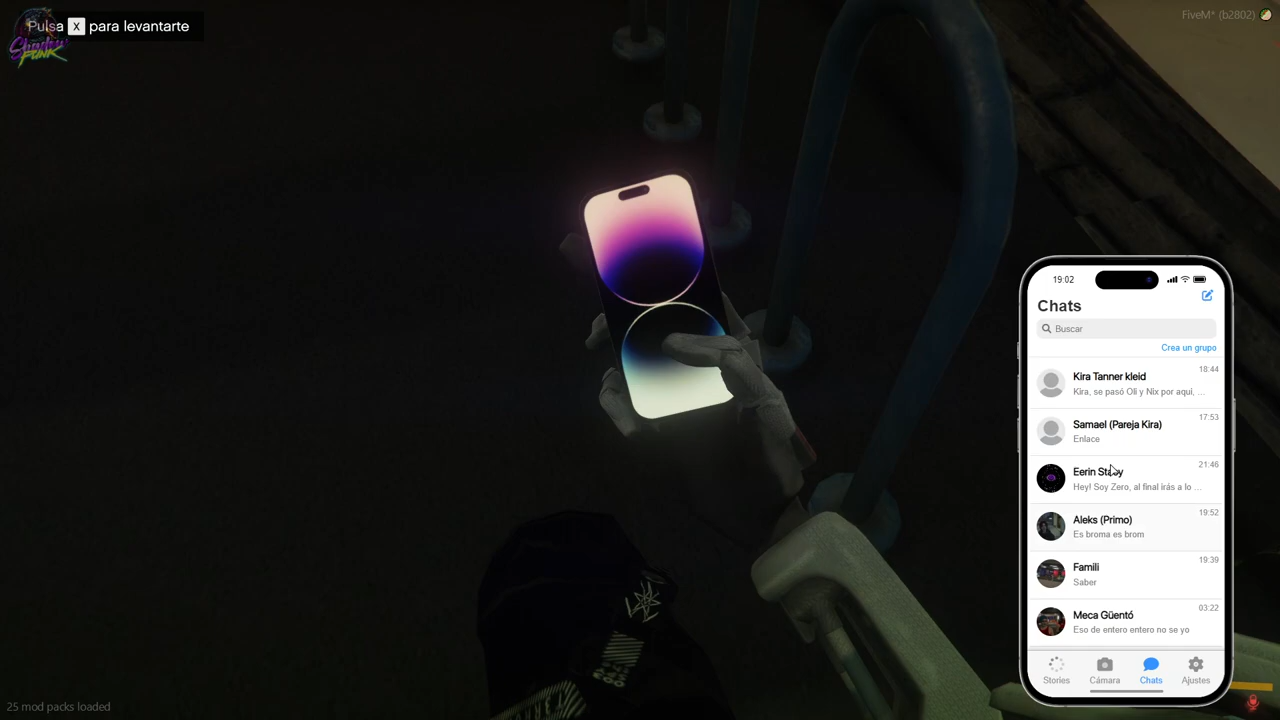 Pulsa X para levantarte
Shadow
PUNK
FiveM* (b2802)
19:02
Chats
Buscar
Crea un grupo
Kira Tanner kleid 18:44
Kira, se pasó Oli y Nix por aqui, ...
Samael (Pareja Kira) 17:53
Enlace
Eerin 21:46
Hey! Soy Zero, al final irás a lo ...
Aleks (Primo) 19:52
Es broma es brom
Famili 19:39
Saber
Meca Güentó 03:22
Eso de entero entero no se yo
Stories Cámara Chats Ajustes
25 mod packs loaded